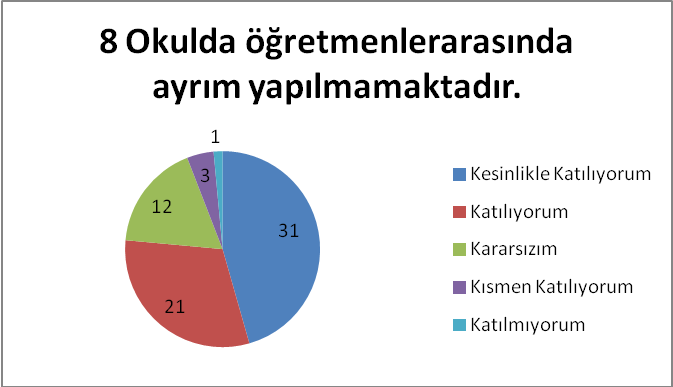 8 Okulda öğretmenlerarasında
ayrım yapılmamaktadır.
1
3
12
31
21
Kesinlikle Katılıyorum
Katılıyorum
Kararsızım
Kısmen Katılıyorum
Katılmıyorum